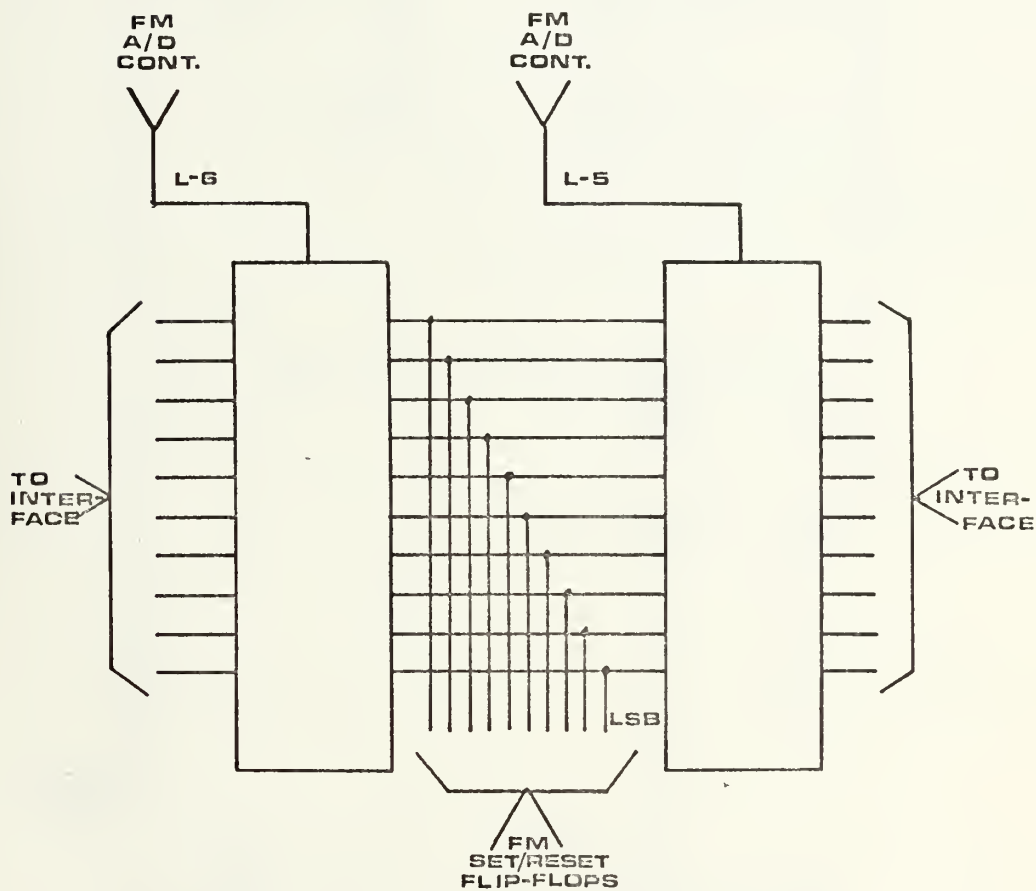 FM
A/D
CONT.
FM
A/D
CONT.
L-6
L-5
TO
INTER-
FACE
TO
INTER-
FACE
LSB
FM
SET/RESET
FLIP-FLOPS